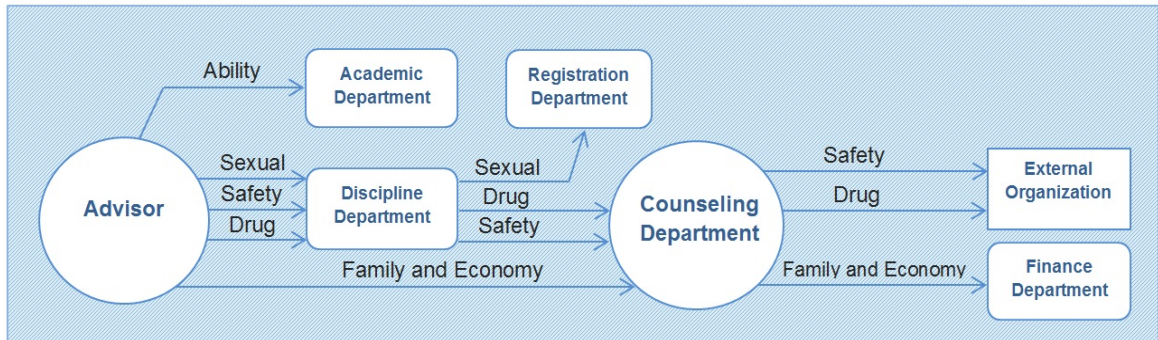 Ability
Academic
Department
Registration
Department
Advisor
Sexual
Safety
Drug
Discipline
Department
Sexual
Drug
Safety
Family and Economy
Counseling
Department
Safety
Drug
External
Organization
Family and Economy
Finance
Department